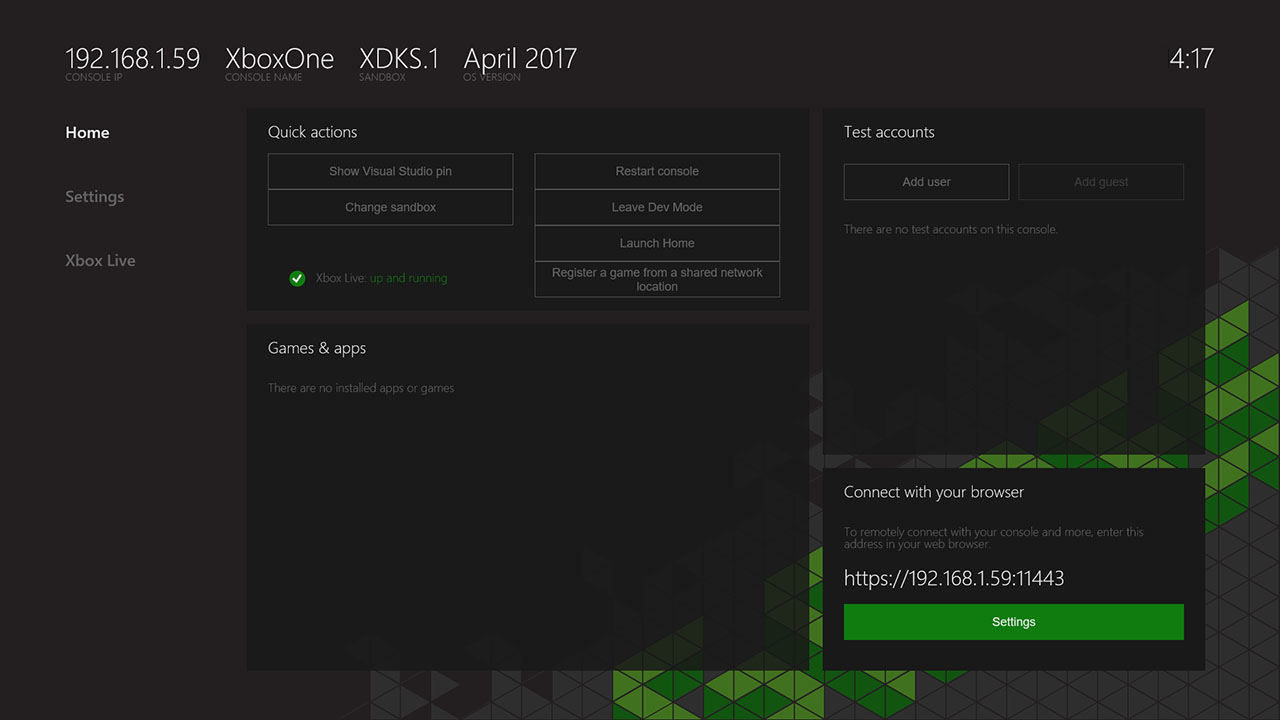 192.168.1.59 XboxOne XDKS.1 April 2017 4:17
CONSOLE IP CONSOLE NAME SANDBOX OS VERSION
Home
Settings
Xbox Live
Quick actions
Show Visual Studio pin
Change sandbox
Xbox Live: up and running
Restart console
Leave Dev Mode
Launch Home
Register a game from a shared network
location
Games & apps
There are no installed apps or games
Test accounts
Add user Add guest
There are no test accounts on this console.
Connect with your browser
To remotely connect with your console and more, enter this
address in your web browser.
https://192.168.1.59:11443
Settings